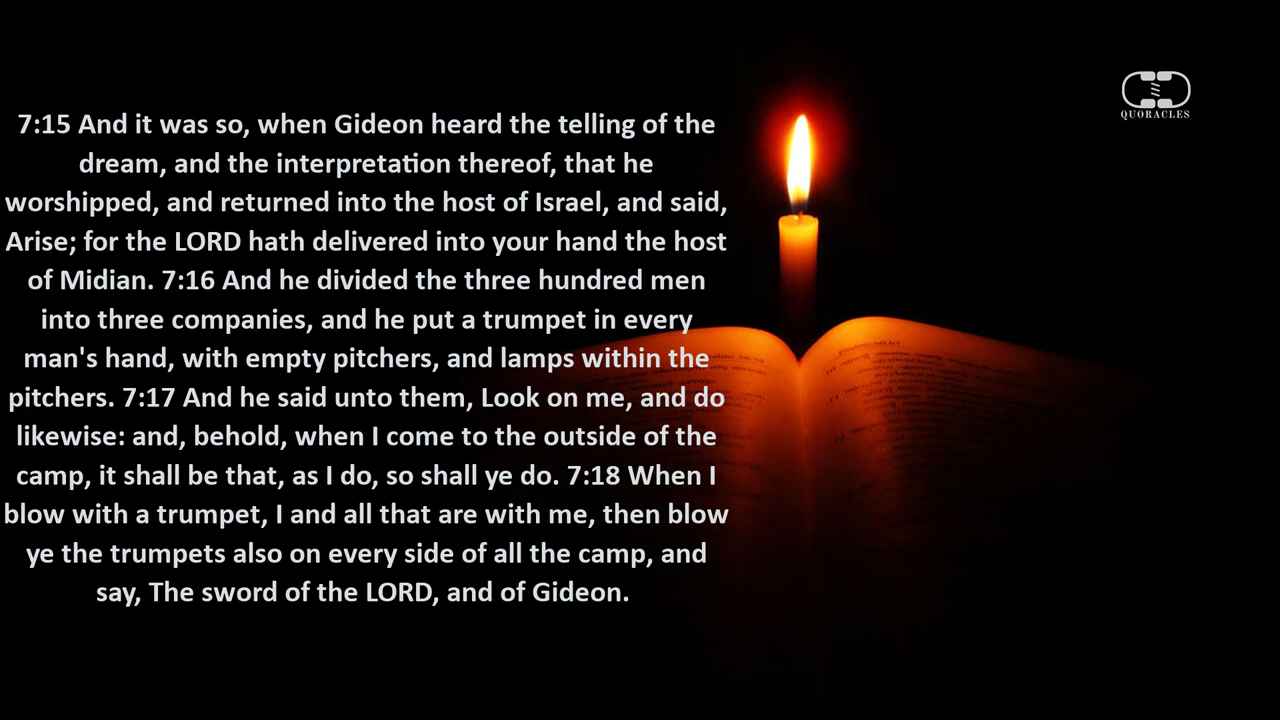 7:15 And it was so, when Gideon heard the telling of the
dream, and the interpretation thereof, that he
worshipped, and returned into the host of Israel, and said,
Arise; for the LORD hath delivered into your hand the host
of Midian. 7:16 And he divided the three hundred men
into three companies, and he put a trumpet in every
man's hand, with empty pitchers, and lamps within the
pitchers. 7:17 And he said unto them, Look on me, and do
likewise: and, behold, when I come to the outside of the
camp, it shall be that, as I do, so shall ye do. 7:18 When I
blow with a trumpet, I and all that are with me, then blow
ye the trumpets also on every side of all the camp, and
say, The sword of the LORD, and of Gideon.
QUORACLES